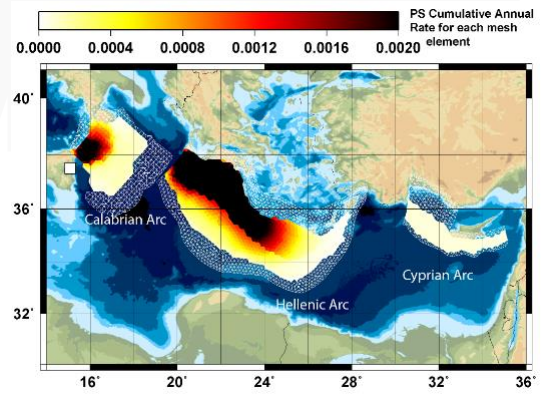 PS Cumulative Annual
Rate for each mesh
element
0.0000 0.0004 0.0008 0.0012 0.0016 0.0020
40°
36°
32°
Calabrian Arc
Hellenic Arc
Cyprian Arc
16° 20° 24° 28° 32° 36°